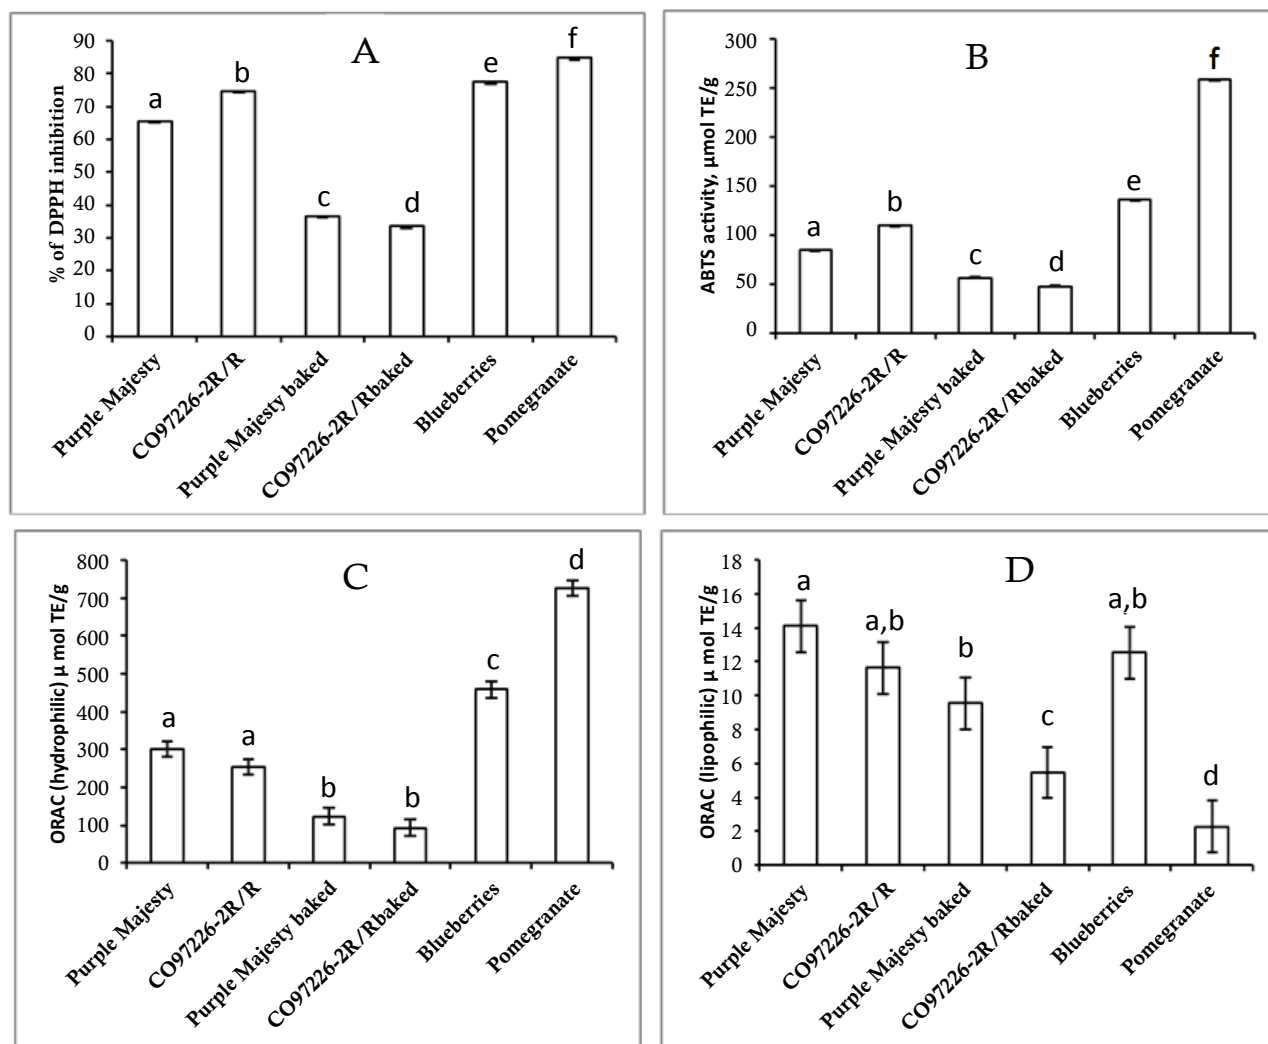 A
% of DPPH inhibition
90
80
70
60
50
40
30
20
10
0
a
b
c
d
e
f
Purple Majesty
CO97226-2R/R
Purple Majesty baked
CO97226-2R/Rbaked
Blueberries
Pomegranate
B
ABTS activity, µmol TE/g
300
250
200
150
100
50
0
a
b
c
d
e
f
Purple Majesty
CO97226-2R/R
Purple Majesty baked
CO97226-2R/Rbaked
Blueberries
Pomegranate
C
ORAC (hydrophilic) µ mol TE/g
800
700
600
500
400
300
200
100
0
a
a
b
b
c
d
Purple Majesty
CO97226-2R/R
Purple Majesty baked
CO97226-2R/Rbaked
Blueberries
Pomegranate
D
ORAC (lipophilic) µ mol TE/g
18
16
14
12
10
8
6
4
2
0
a
a,b
b
c
a,b
d
Purple Majesty
CO97226-2R/R
Purple Majesty baked
CO97226-2R/Rbaked
Blueberries
Pomegranate